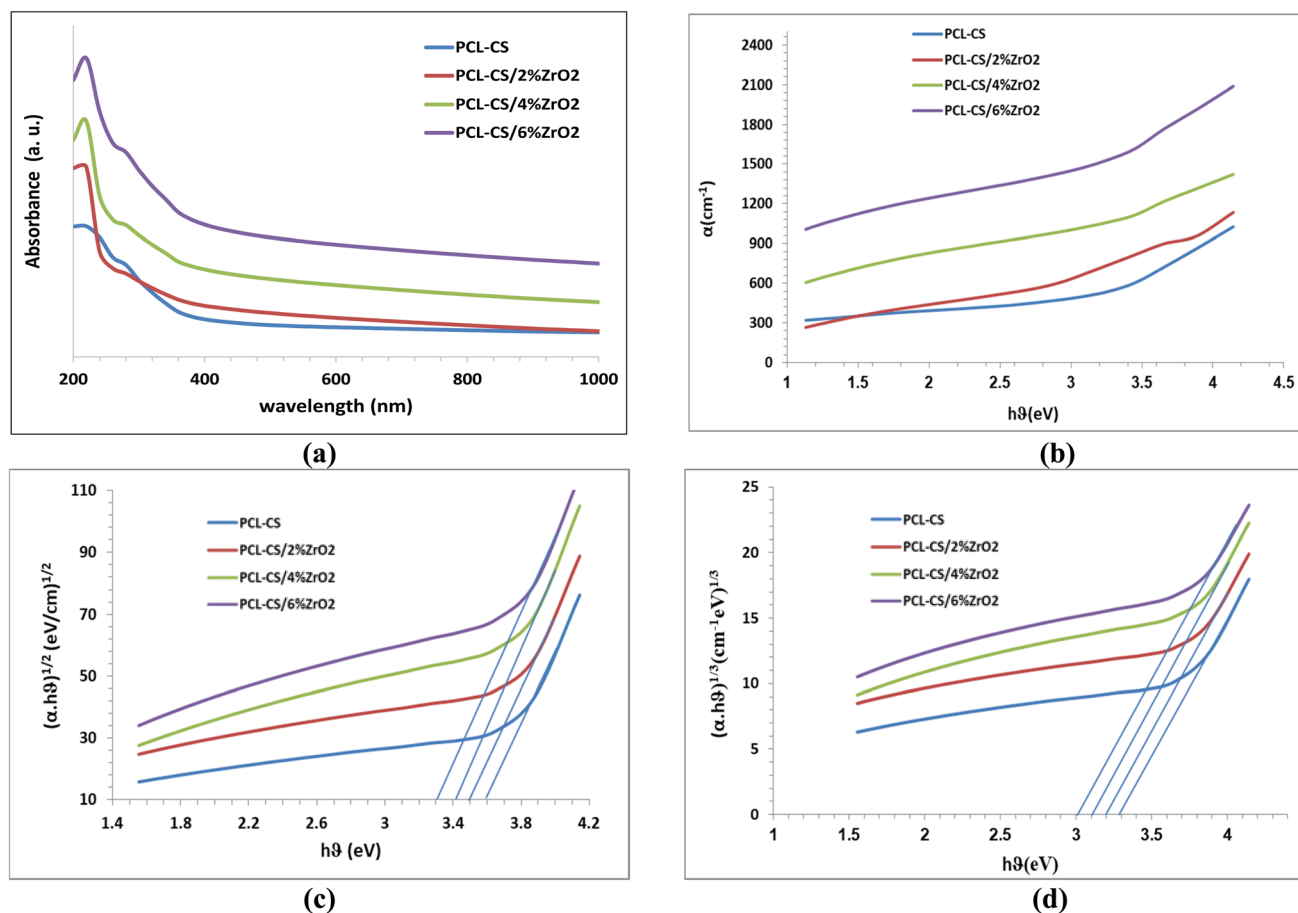 PCL-CS
PCL-CS/2%ZrO2
PCL-CS/4%ZrO2
PCL-CS/6%ZrO2
Absorbance (a. u.)
200 400 600 800 1000
wavelength (nm)
(a)
2400
2100
1800
1500
1200
900
600
300
0
PCL-CS
PCL-CS/2%ZrO2
PCL-CS/4%ZrO2
PCL-CS/6%ZrO2
α(cm⁻¹)
1 1.5 2 2.5 3 3.5 4 4.5
hϑ(eV)
(b)
110
90
70
50
30
10
PCL-CS
PCL-CS/2%ZrO2
PCL-CS/4%ZrO2
PCL-CS/6%ZrO2
(α.hϑ)¹/² (eV/cm)¹/²
1.4 1.8 2.2 2.6 3 3.4 3.8 4.2
hϑ (eV)
(c)
25
20
15
10
5
0
PCL-CS
PCL-CS/2%ZrO2
PCL-CS/4%ZrO2
PCL-CS/6%ZrO2
(α.hϑ)¹/³(cm⁻¹eV)¹/³
1 1.5 2 2.5 3 3.5 4
hϑ(eV)
(d)